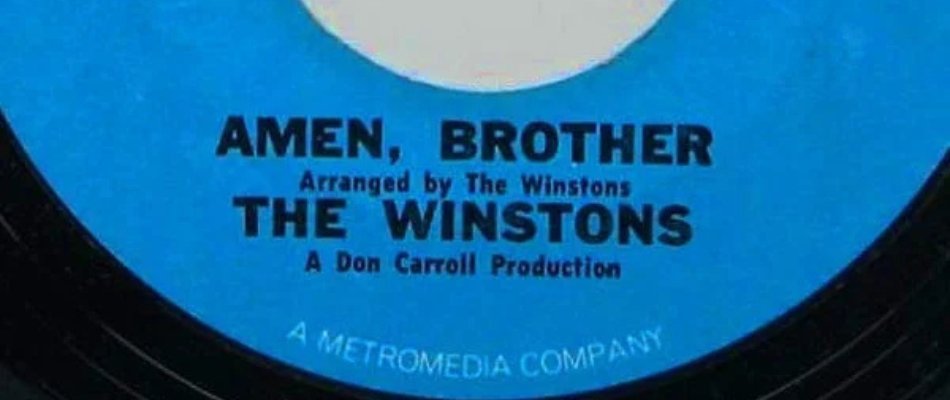 AMEN, BROTHER
Arranged by The Winstons
THE WINSTONS
A Don Carroll Production
A METROMEDIA COMPANY